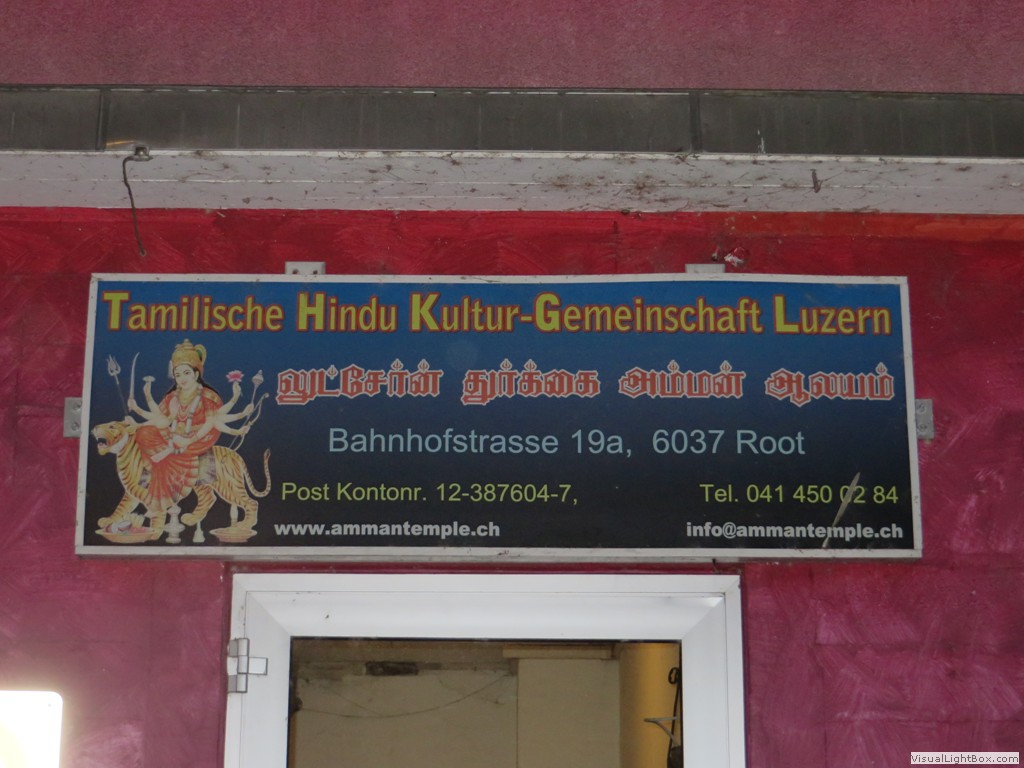 Tamilische Hindu Kultur-Gemeinschaft Luzern
லுட்சேர்ன் துர்க்கை அம்மன் ஆலயம்
Bahnhofstrasse 19a, 6037 Root
Post Kontonr. 12-387604-7, Tel. 041 450 02 84
www.ammantemple.ch info@ammantemple.ch
VisualLightBox.com